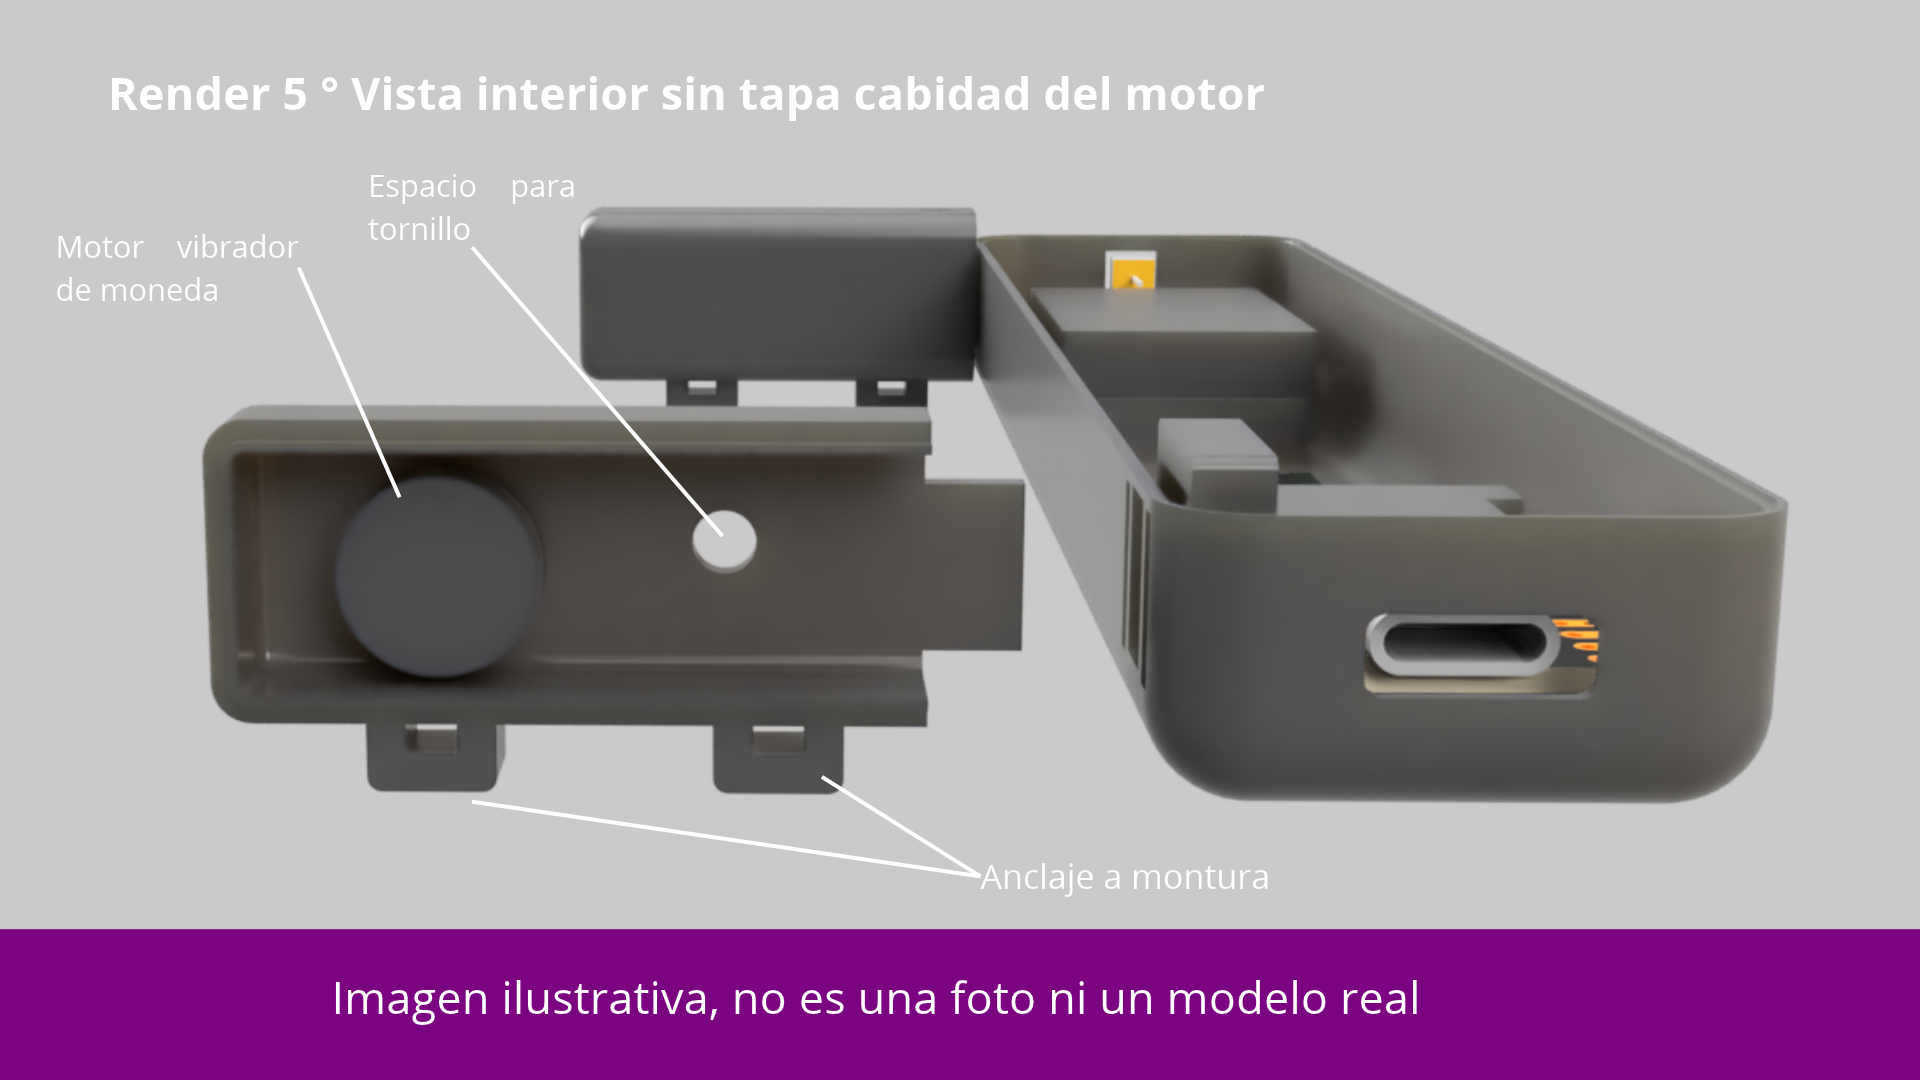 Render 5 ° Vista interior sin tapa cabidad del motor
Espacio para
tornillo
Motor vibrador
de moneda
Anclaje a montura
Imagen ilustrativa, no es una foto ni un modelo real